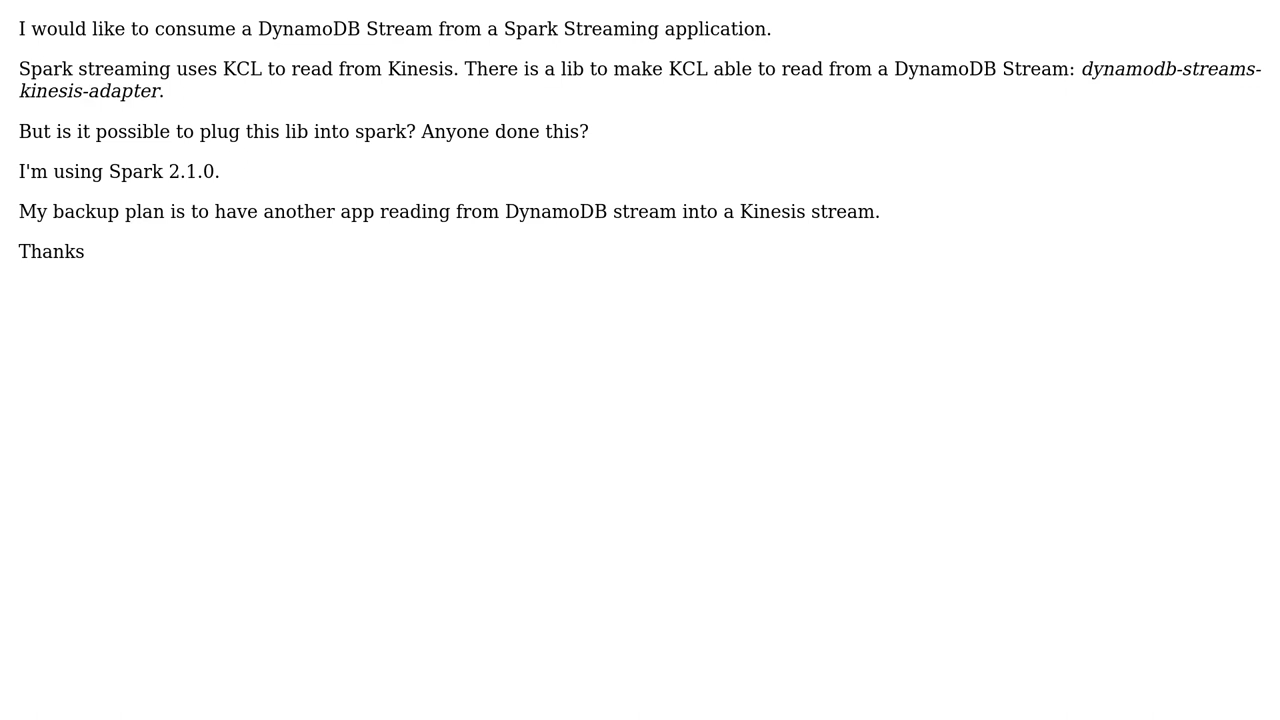 I would like to consume a DynamoDB Stream from a Spark Streaming application.
Spark streaming uses KCL to read from Kinesis. There is a lib to make KCL able to read from a DynamoDB Stream: dynamodb-streams-
kinesis-adapter.
But is it possible to plug this lib into spark? Anyone done this?
I'm using Spark 2.1.0.
My backup plan is to have another app reading from DynamoDB stream into a Kinesis stream.
Thanks